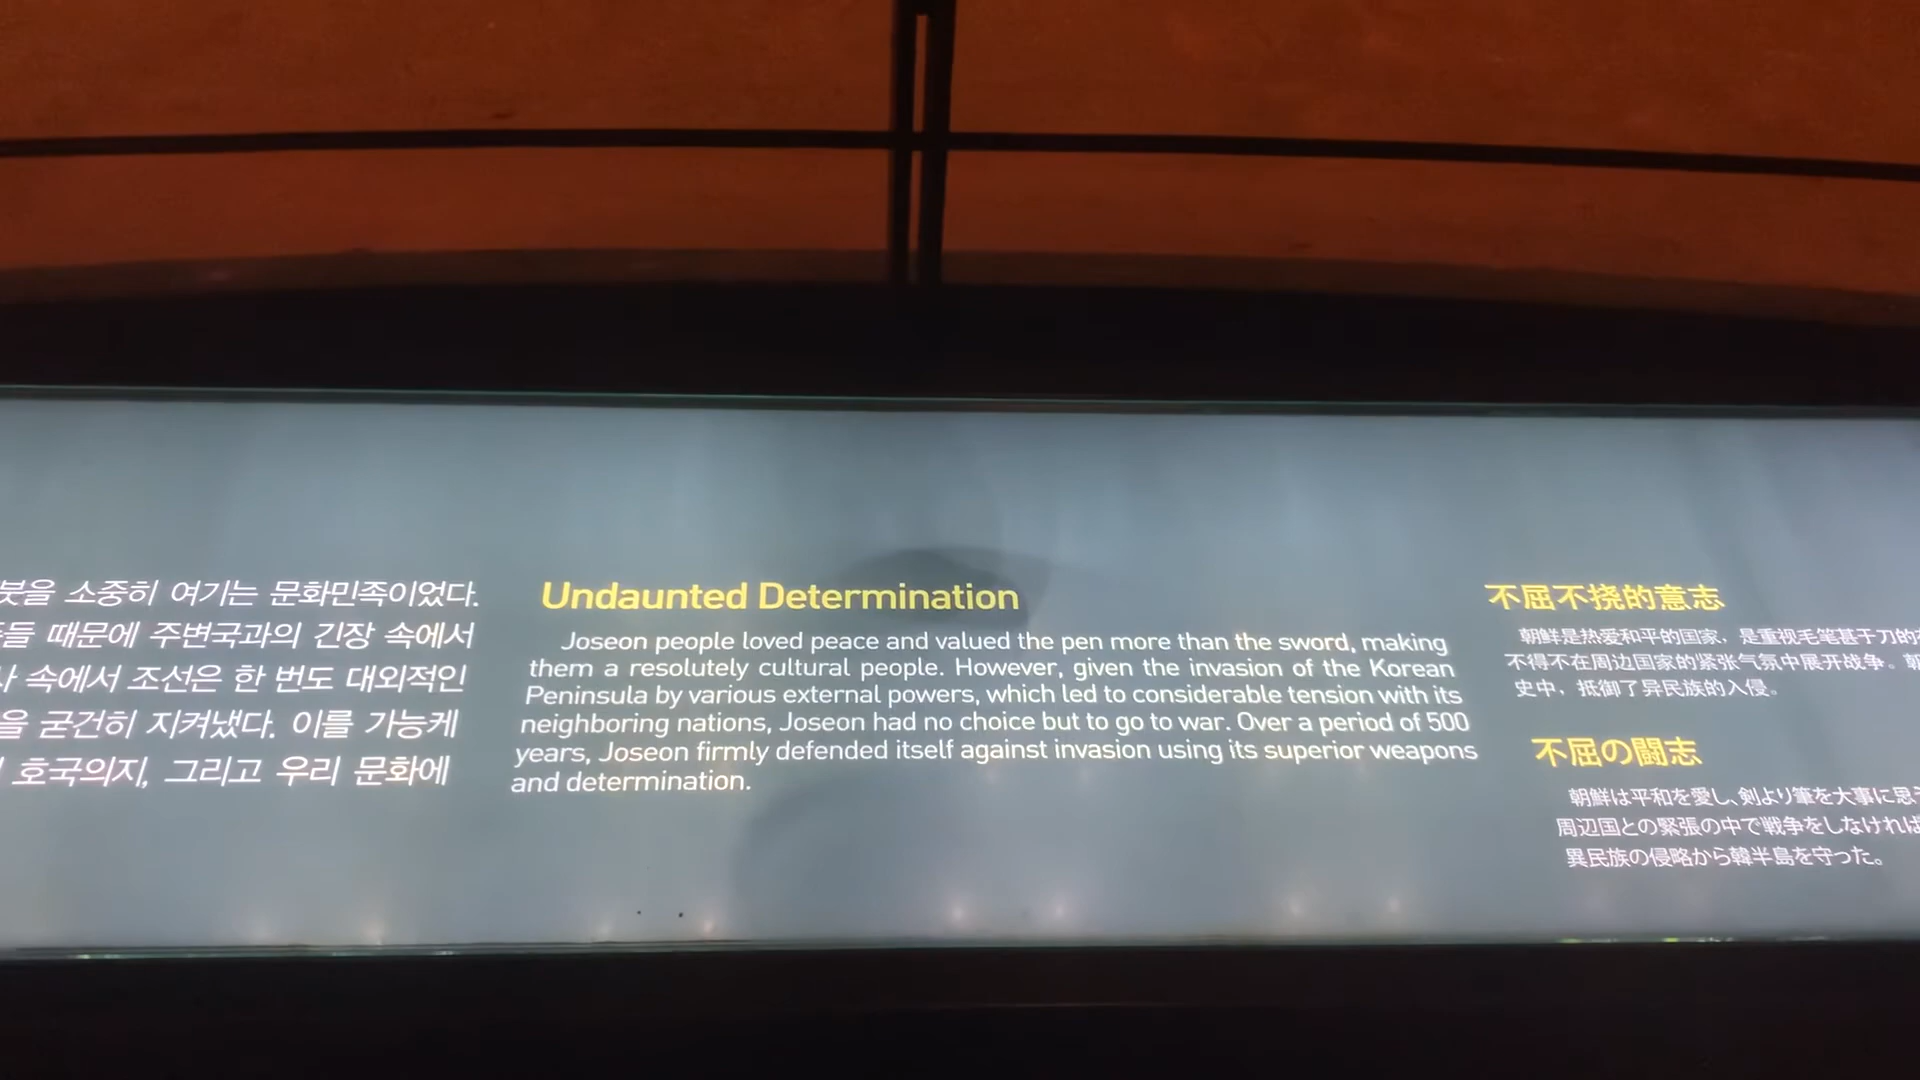 붓을 소중히 여기는 문화민족이었다.
때문에 주변국과의 긴장 속에서
속에서 조선은 한 번도 대외적인
을 굳건히 지켜냈다. 이를 가능케
호국의지, 그리고 우리 문화에
Undaunted Determination
Joseon people loved peace and valued the pen more than the sword, making
them a resolutely cultural people. However, given the invasion of the Korean
Peninsula by various external powers, which led to considerable tension with its
neighboring nations, Joseon had no choice but to go to war. Over a period of 500
years, Joseon firmly defended itself against invasion using its superior weapons
and determination.
不屈不挠的意志
朝鲜是热爱和平的国家，是重视毛笔甚于刀的
不得不在周边国家的紧张气氛中展开战争。朝
史中，抵御了异民族的入侵。
不屈の闘志
朝鮮は平和を愛し、剣より筆を大事に思
周辺国との緊張の中で戦争をしなければ
異民族の侵略から韓半島を守った。